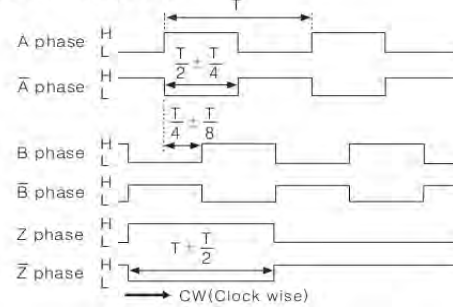 T
A phase H
L
A̅ phase H
L
T/2 ± T/4
T/4 ± T/8
B phase H
L
B̅ phase H
L
Z phase H
L
T ± T/2
Z̅ phase H
L
CW(Clock wise)